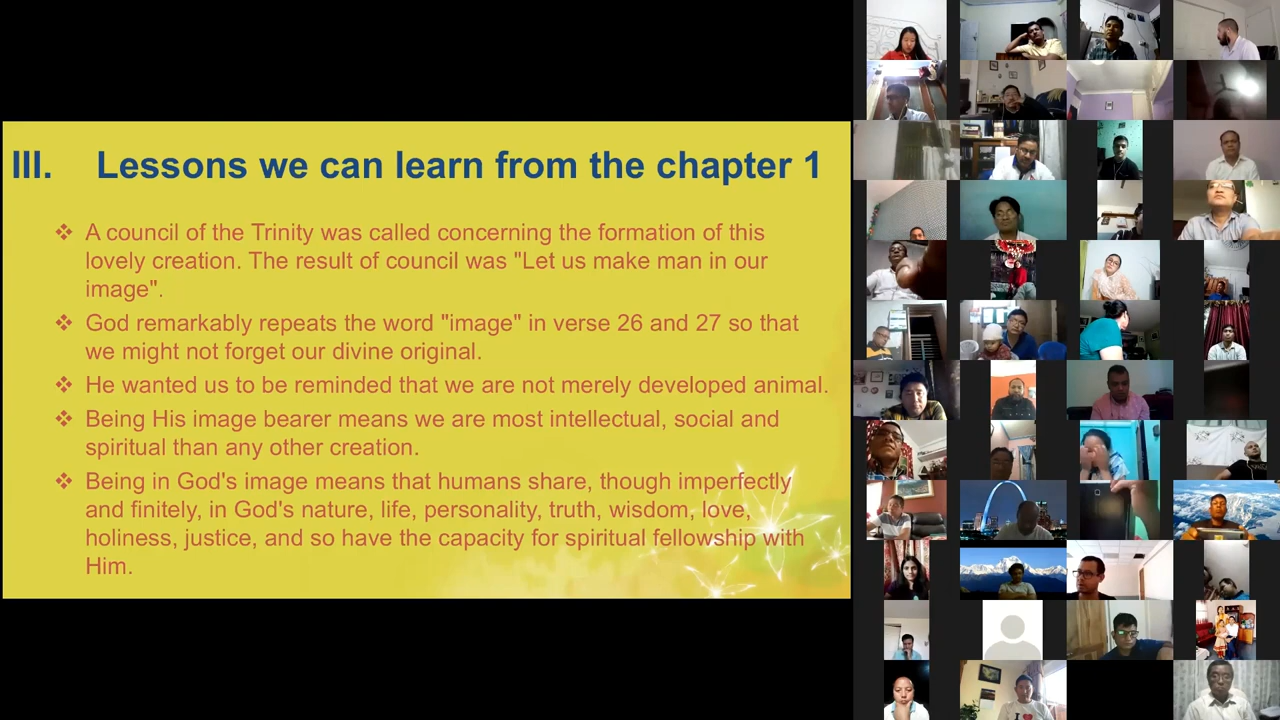 III. Lessons we can learn from the chapter 1
❖ A council of the Trinity was called concerning the formation of this
lovely creation. The result of council was "Let us make man in our
image".
❖ God remarkably repeats the word "image" in verse 26 and 27 so that
we might not forget our divine original.
❖ He wanted us to be reminded that we are not merely developed animal.
❖ Being His image bearer means we are most intellectual, social and
spiritual than any other creation.
❖ Being in God's image means that humans share, though imperfectly
and finitely, in God's nature, life, personality, truth, wisdom, love,
holiness, justice, and so have the capacity for spiritual fellowship with
Him.